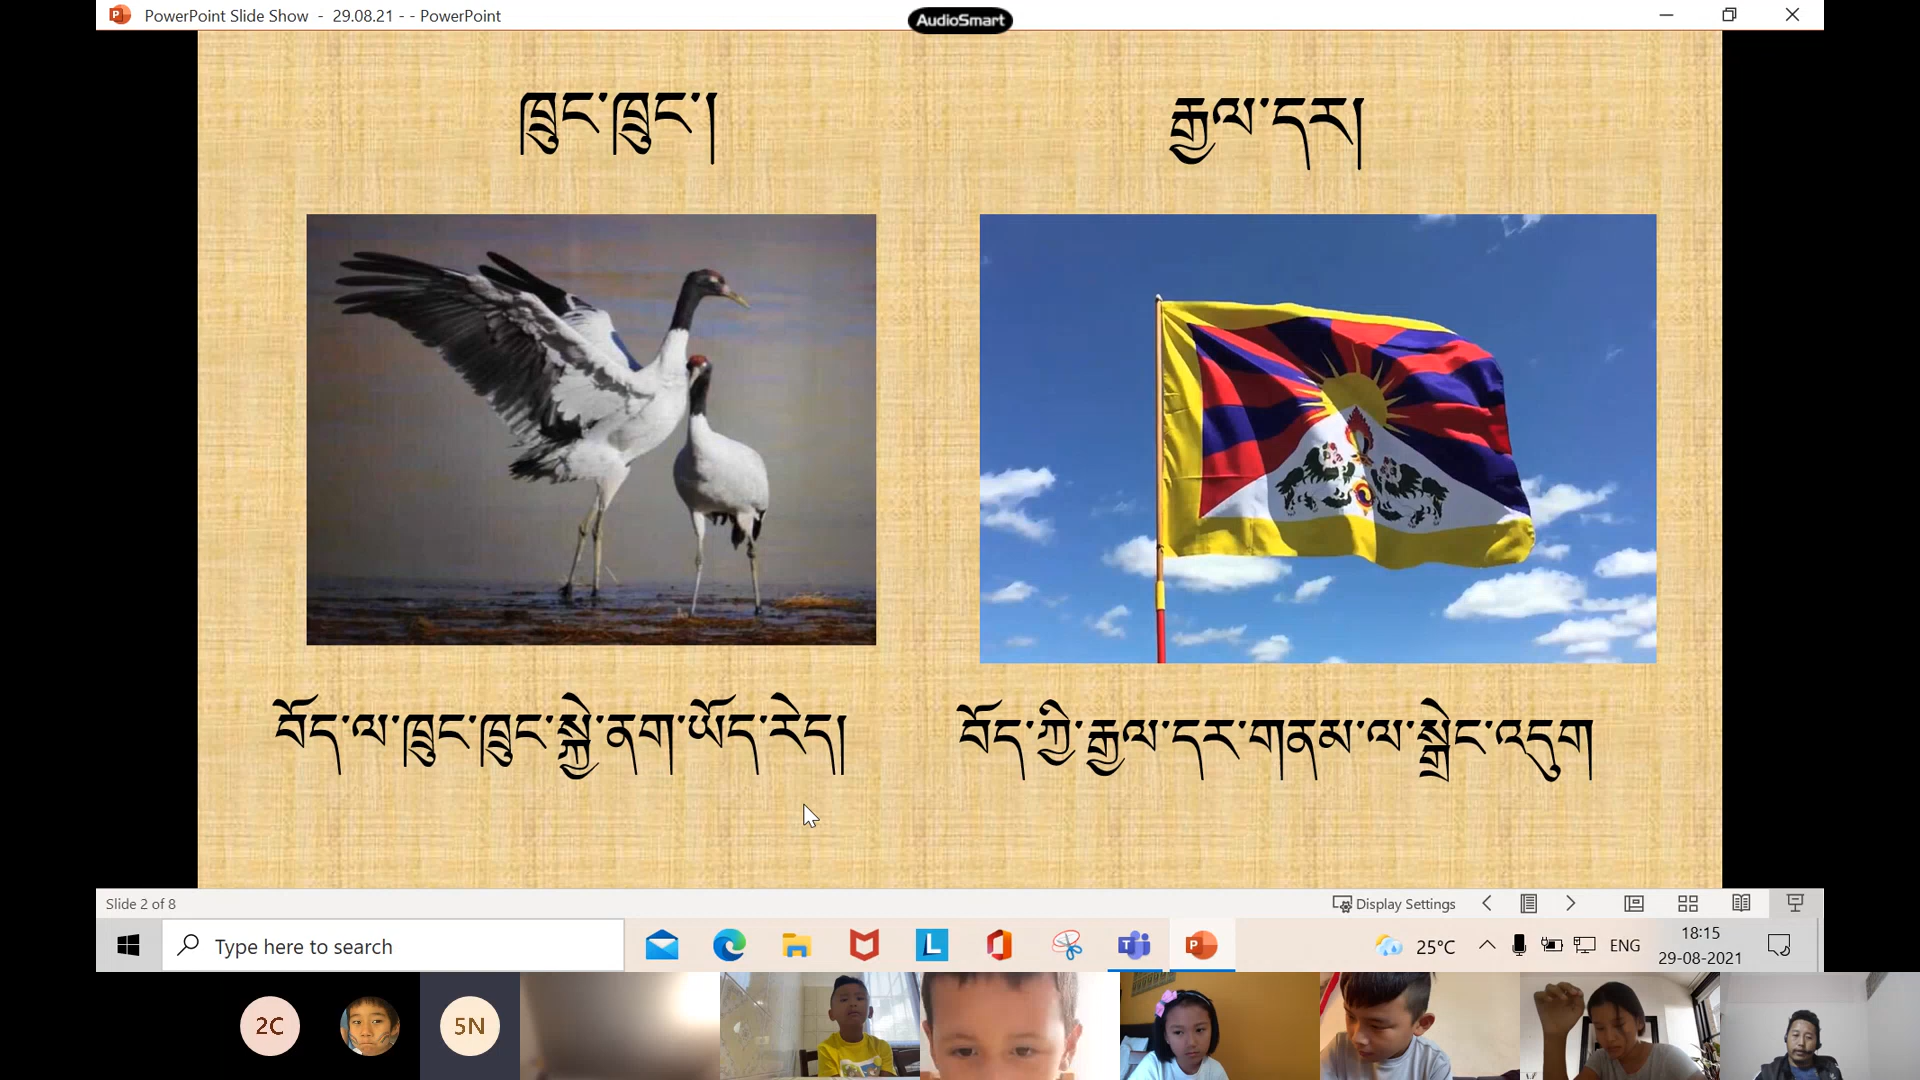 PowerPoint Slide Show - 29.08.21 - - PowerPoint
AudioSmart
ཁྲུང་ཁྲུང་།
རྒྱལ་དར།
བོད་ལ་ཁྲུང་ཁྲུང་སྐྱེ་ནག་ཡོད་རེད།
བོད་ཀྱི་རྒྱལ་དར་གནམ་ལ་སྒྲེང་འདུག
Slide 2 of 8
Display Settings
Type here to search
25°C
ENG
18:15
29-08-2021
2C
5N